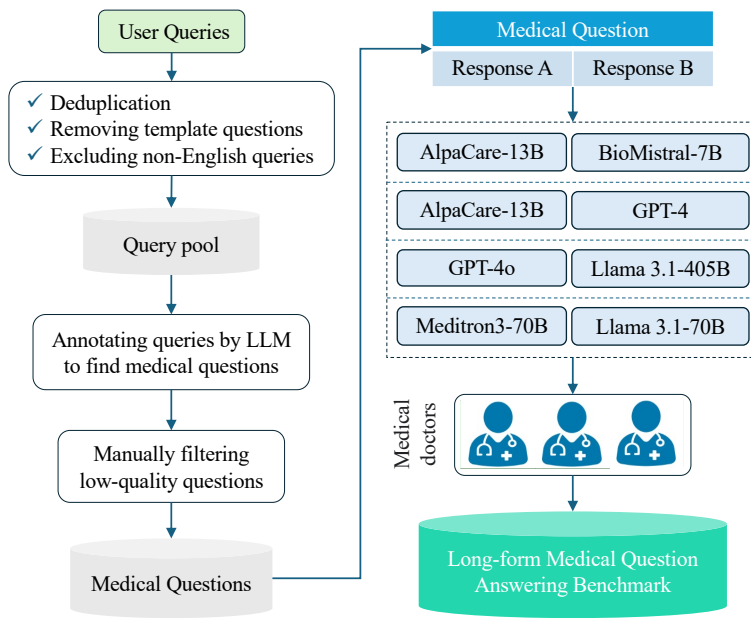 User Queries
✓ Deduplication
✓ Removing template questions
✓ Excluding non-English queries
Query pool
Annotating queries by LLM
to find medical questions
Manually filtering
low-quality questions
Medical Questions
Medical Question
Response A
Response B
AlpaCare-13B
BioMistral-7B
AlpaCare-13B
GPT-4
GPT-4o
Llama 3.1-405B
Meditron3-70B
Llama 3.1-70B
Medical
doctors
Long-form Medical Question
Answering Benchmark